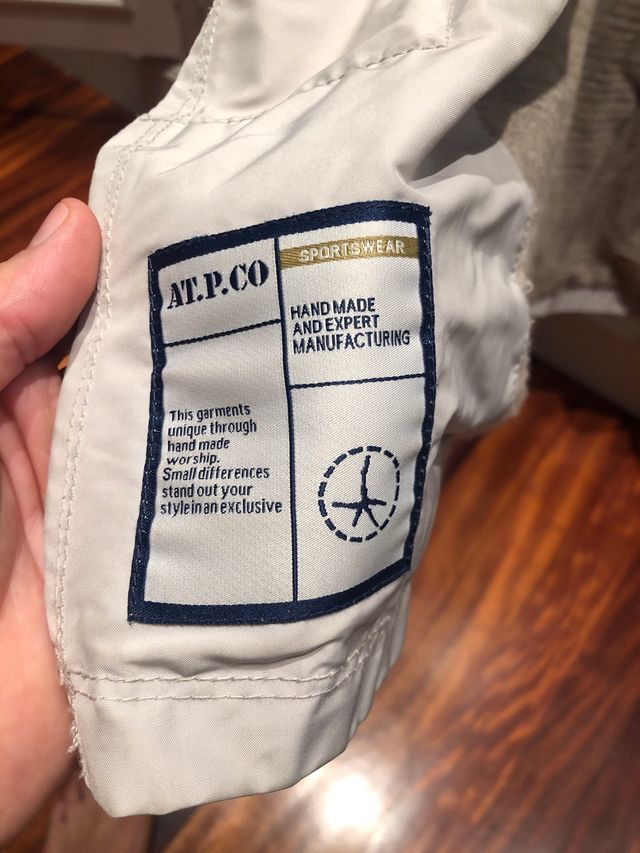 AT.P.CO
SPORTSWEAR
HAND MADE
AND EXPERT
MANUFACTURING
This garments
unique through
hand made
worship.
Small differences
stand out your
style in an exclusive